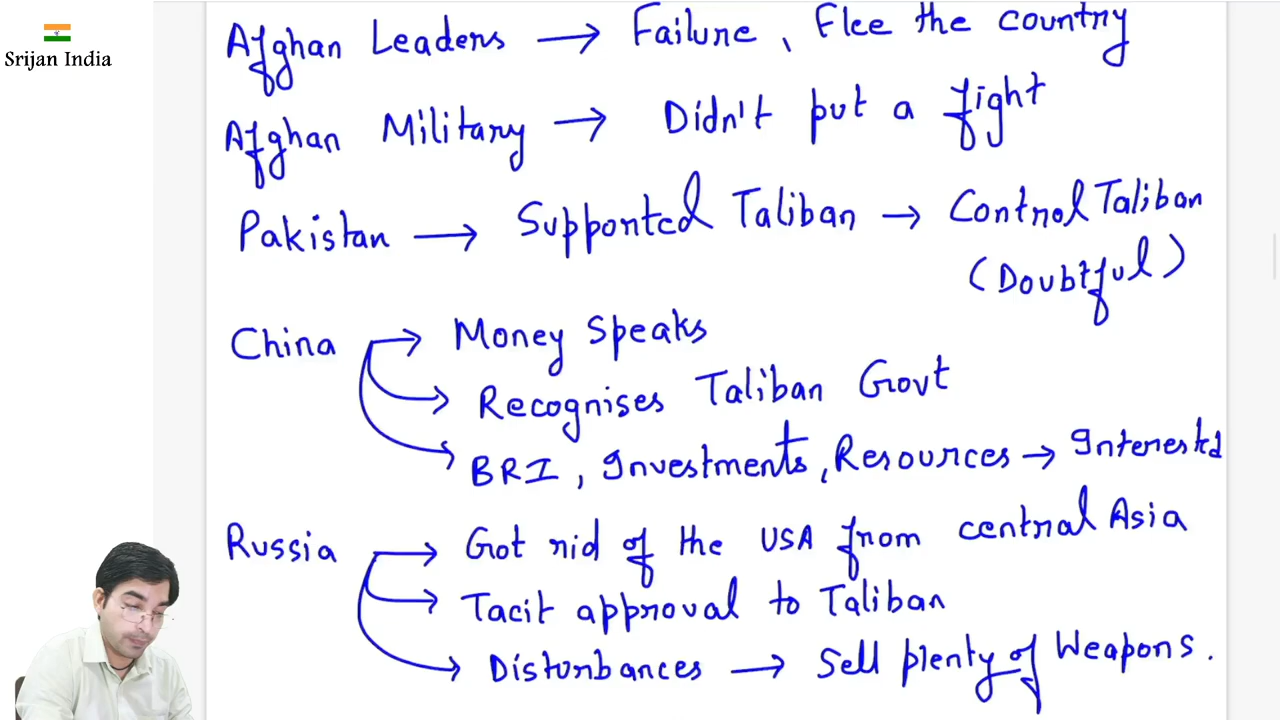 Srijan India
Afghan Leaders → Failure, Flee the country
Afghan Military → Didn't put a fight
Pakistan → Supported Taliban → Control Taliban
(Doubtful)
China → Money Speaks
→ Recognises Taliban Govt
→ BRI, Investments, Resources → Interested
Russia → Got rid of the USA from central Asia
→ Tacit approval to Taliban
→ Disturbances → Sell plenty of Weapons.